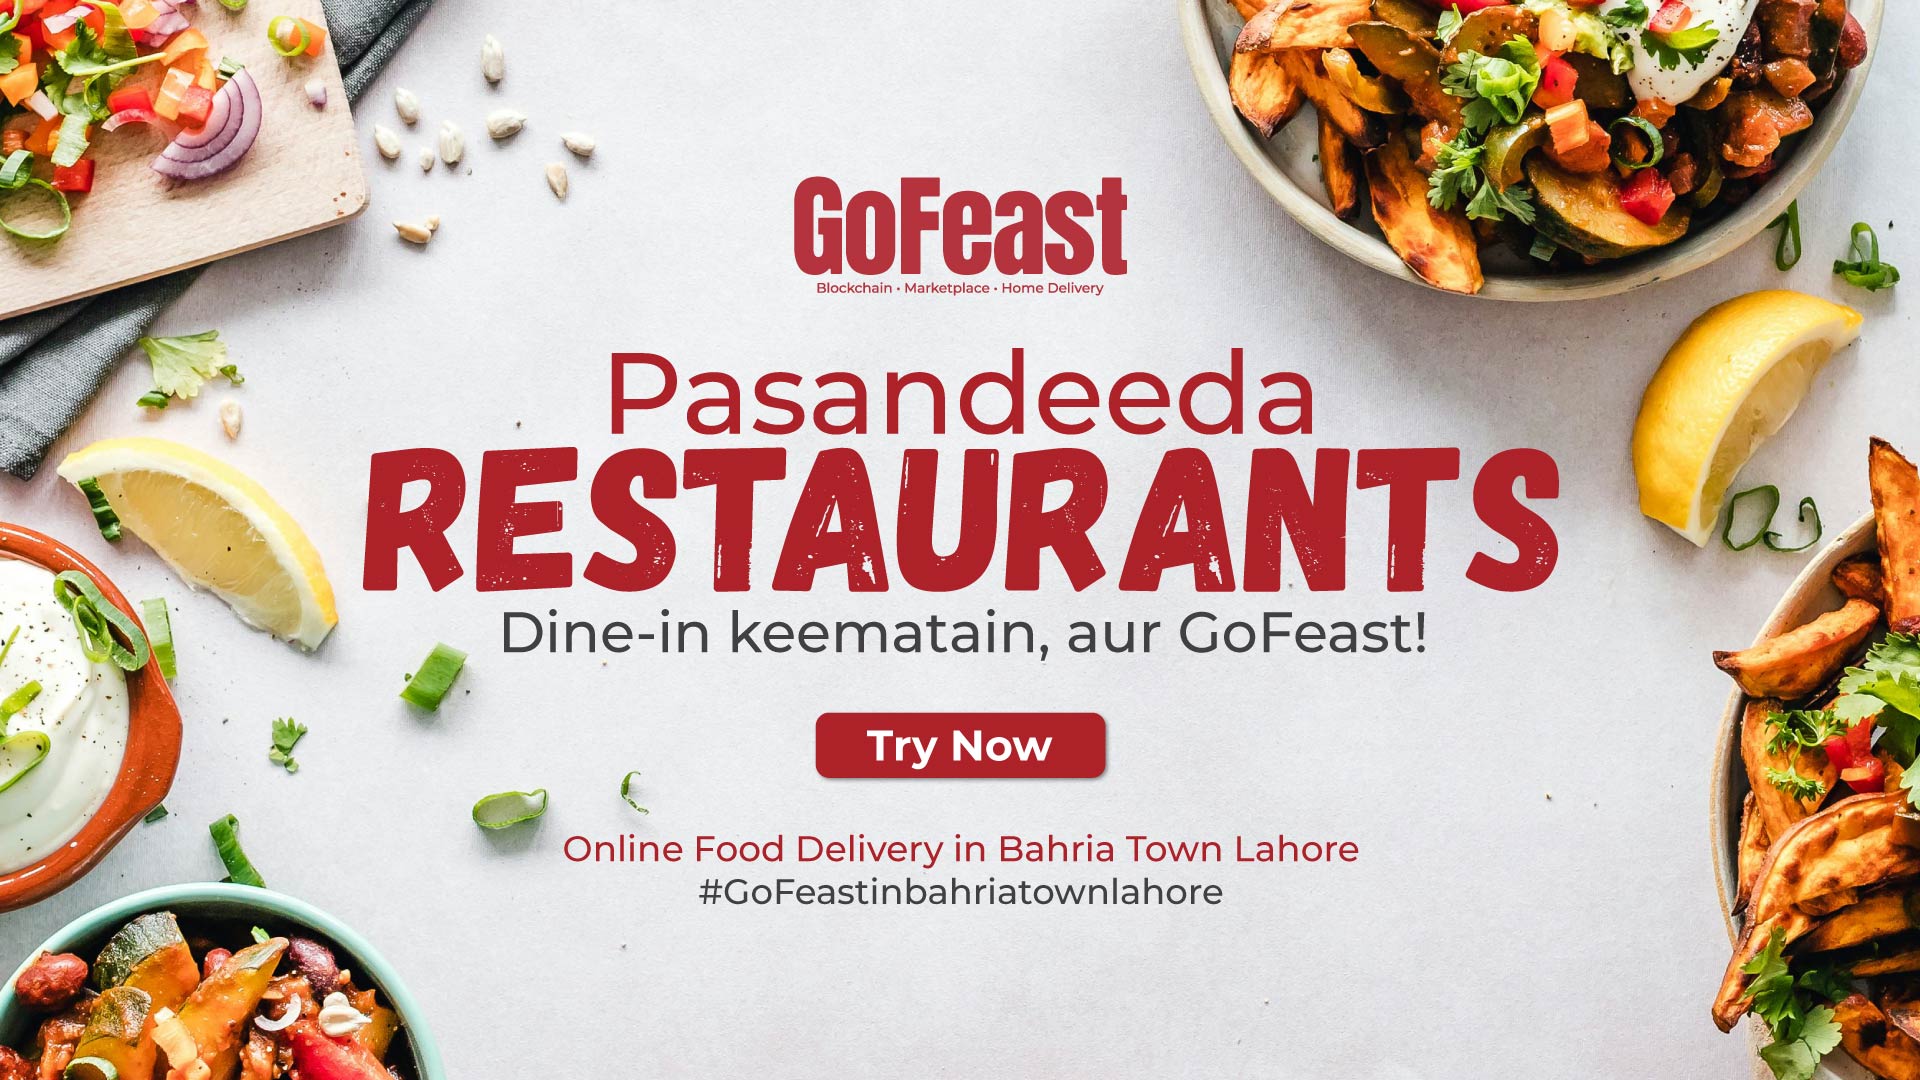 GoFeast
Blockchain • Marketplace • Home Delivery
Pasandeeda
RESTAURANTS
Dine-in keematain, aur GoFeast!
Try Now
Online Food Delivery in Bahria Town Lahore
#GoFeastinbahriatownlahore